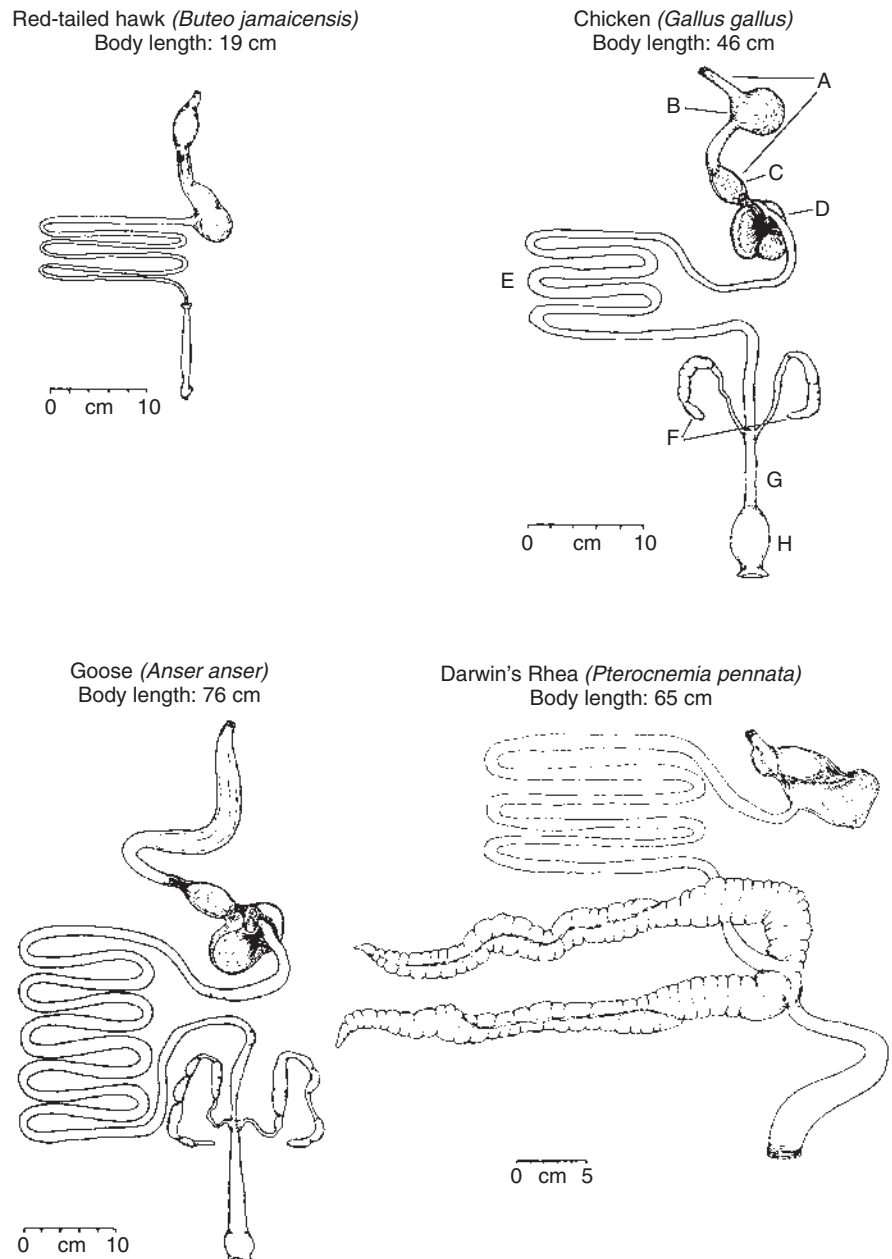 Red-tailed hawk (Buteo jamaicensis)
Body length: 19 cm
0 cm 10
Chicken (Gallus gallus)
Body length: 46 cm
A
B
C
D
E
F
G
H
0 cm 10
Goose (Anser anser)
Body length: 76 cm
0 cm 10
Darwin's Rhea (Pterocnemia pennata)
Body length: 65 cm
0 cm 5